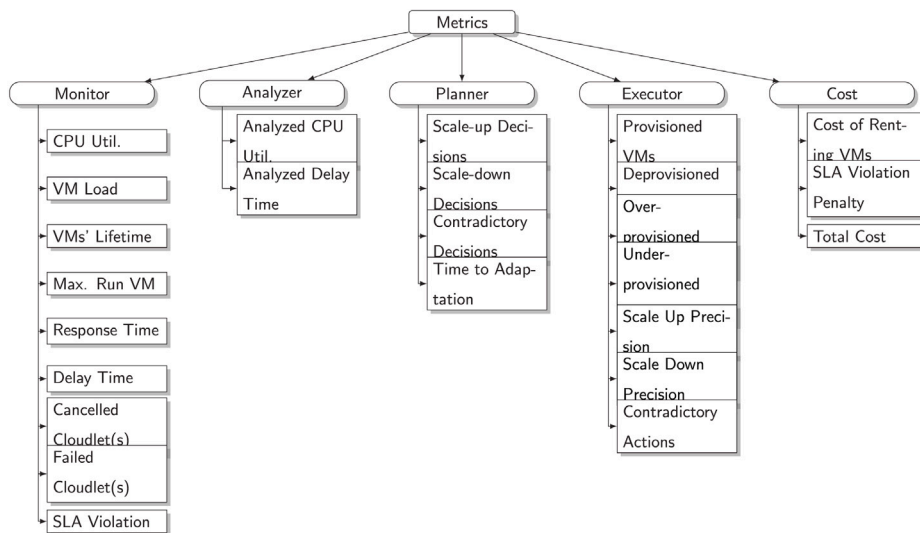 Metrics
Monitor
CPU Util.
VM Load
VMs' Lifetime
Max. Run VM
Response Time
Delay Time
Cancelled
Cloudlet(s)
Failed
Cloudlet(s)
SLA Violation
Analyzer
Analyzed CPU
Util.
Analyzed Delay
Time
Planner
Scale-up Deci-
sions
Scale-down
Decisions
Contradictory
Decisions
Time to Adap-
tation
Executor
Provisioned
VMs
Deprovisioned
Over-
provisioned
Under-
provisioned
Scale Up Preci-
sion
Scale Down
Precision
Contradictory
Actions
Cost
Cost of Rent-
ing VMs
SLA Violation
Penalty
Total Cost